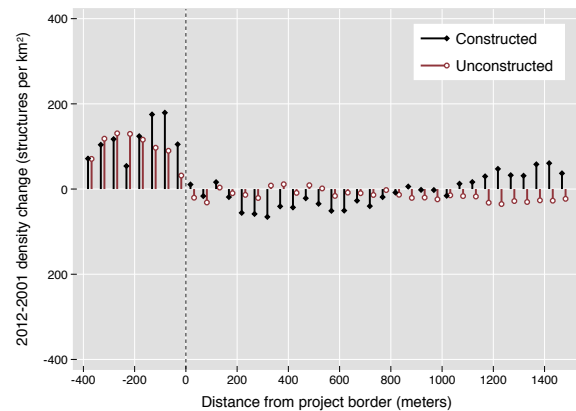 400
200
0
200
-400
2012-2001 density change (structures per km²)
Constructed
Unconstructed
-400 -200 0 200 400 600 800 1000 1200 1400
Distance from project border (meters)